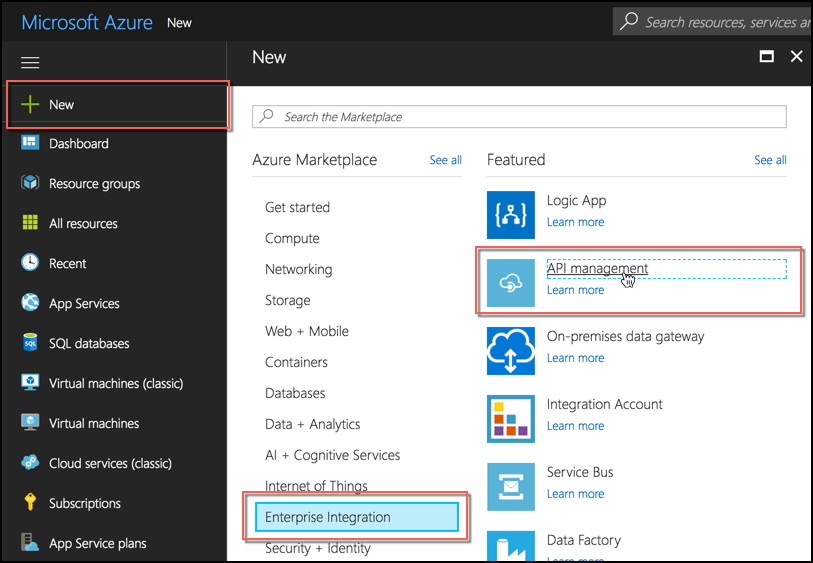 Microsoft Azure New
Search resources, services ar
New
New
Dashboard
Resource groups
All resources
Recent
App Services
SQL
SQL databases
Virtual machines (classic)
Virtual machines
Cloud services (classic)
Subscriptions
App Service plans
Search the Marketplace
Azure Marketplace See all
Get started
Compute
Networking
Storage
Web + Mobile
Containers
Databases
Data + Analytics
AI + Cognitive Services
Internet of Things
Enterprise Integration
Security + Identity
Featured See all
Logic App
Learn more
API management
Learn more
On-premises data gateway
Learn more
Integration Account
Learn more
Service Bus
Learn more
Data Factory
Learn more